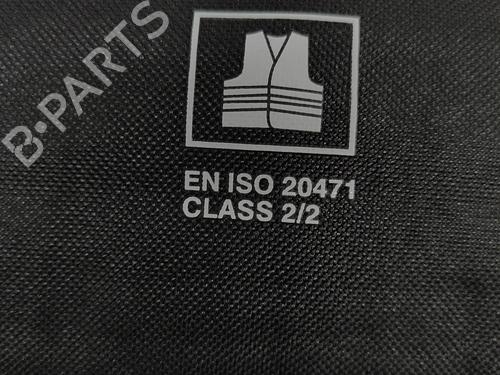 B-PARTS
EN ISO 20471
CLASS 2/2